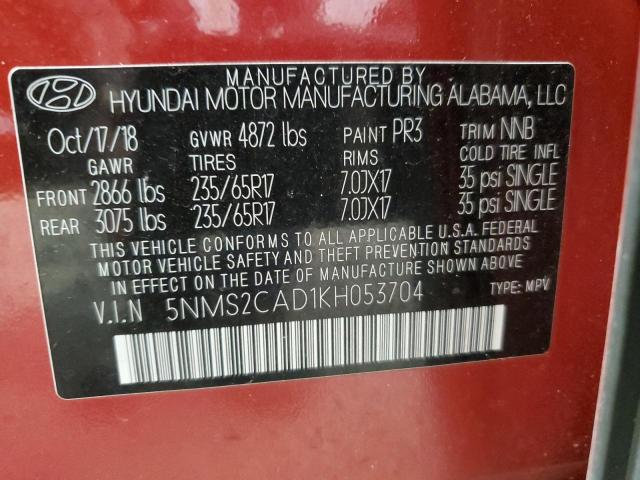 MANUFACTURED BY
HYUNDAI MOTOR MANUFACTURING ALABAMA, LLC
Oct/17/18 GVWR 4872 lbs PAINT PR3 TRIM NNB
GAWR TIRES RIMS COLD TIRE INFL
FRONT 2866 lbs 235/65R17 7.0JX17 35 psi SINGLE
REAR 3075 lbs 235/65R17 7.0JX17 35 psi SINGLE
THIS VEHICLE CONFORMS TO ALL APPLICABLE U.S.A. FEDERAL
MOTOR VEHICLE SAFETY AND THEFT PREVENTION STANDARDS
IN EFFECT ON THE DATE OF MANUFACTURE SHOWN ABOVE
V.I.N 5NMS2CAD1KH053704 TYPE: MPV